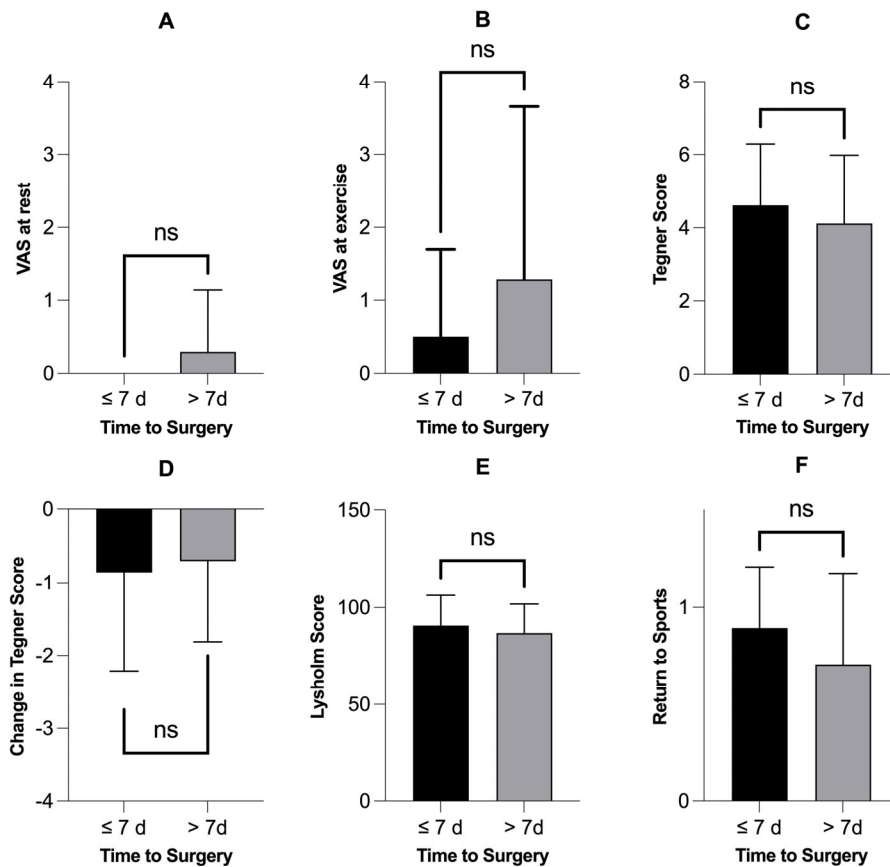 A
ns
VAS at rest
4
3
2
1
0
≤ 7 d
> 7d
Time to Surgery
B
ns
VAS at exercise
4
3
2
1
0
≤ 7 d
> 7d
Time to Surgery
C
ns
Tegner Score
8
6
4
2
0
≤ 7 d
> 7d
Time to Surgery
D
Change in Tegner Score
0
-1
-2
-3
-4
ns
≤ 7 d
> 7d
Time to Surgery
E
ns
Lysholm Score
150
100
50
0
≤ 7 d
> 7d
Time to Surgery
F
ns
Return to Sports
1
0
≤ 7 d
> 7d
Time to Surgery